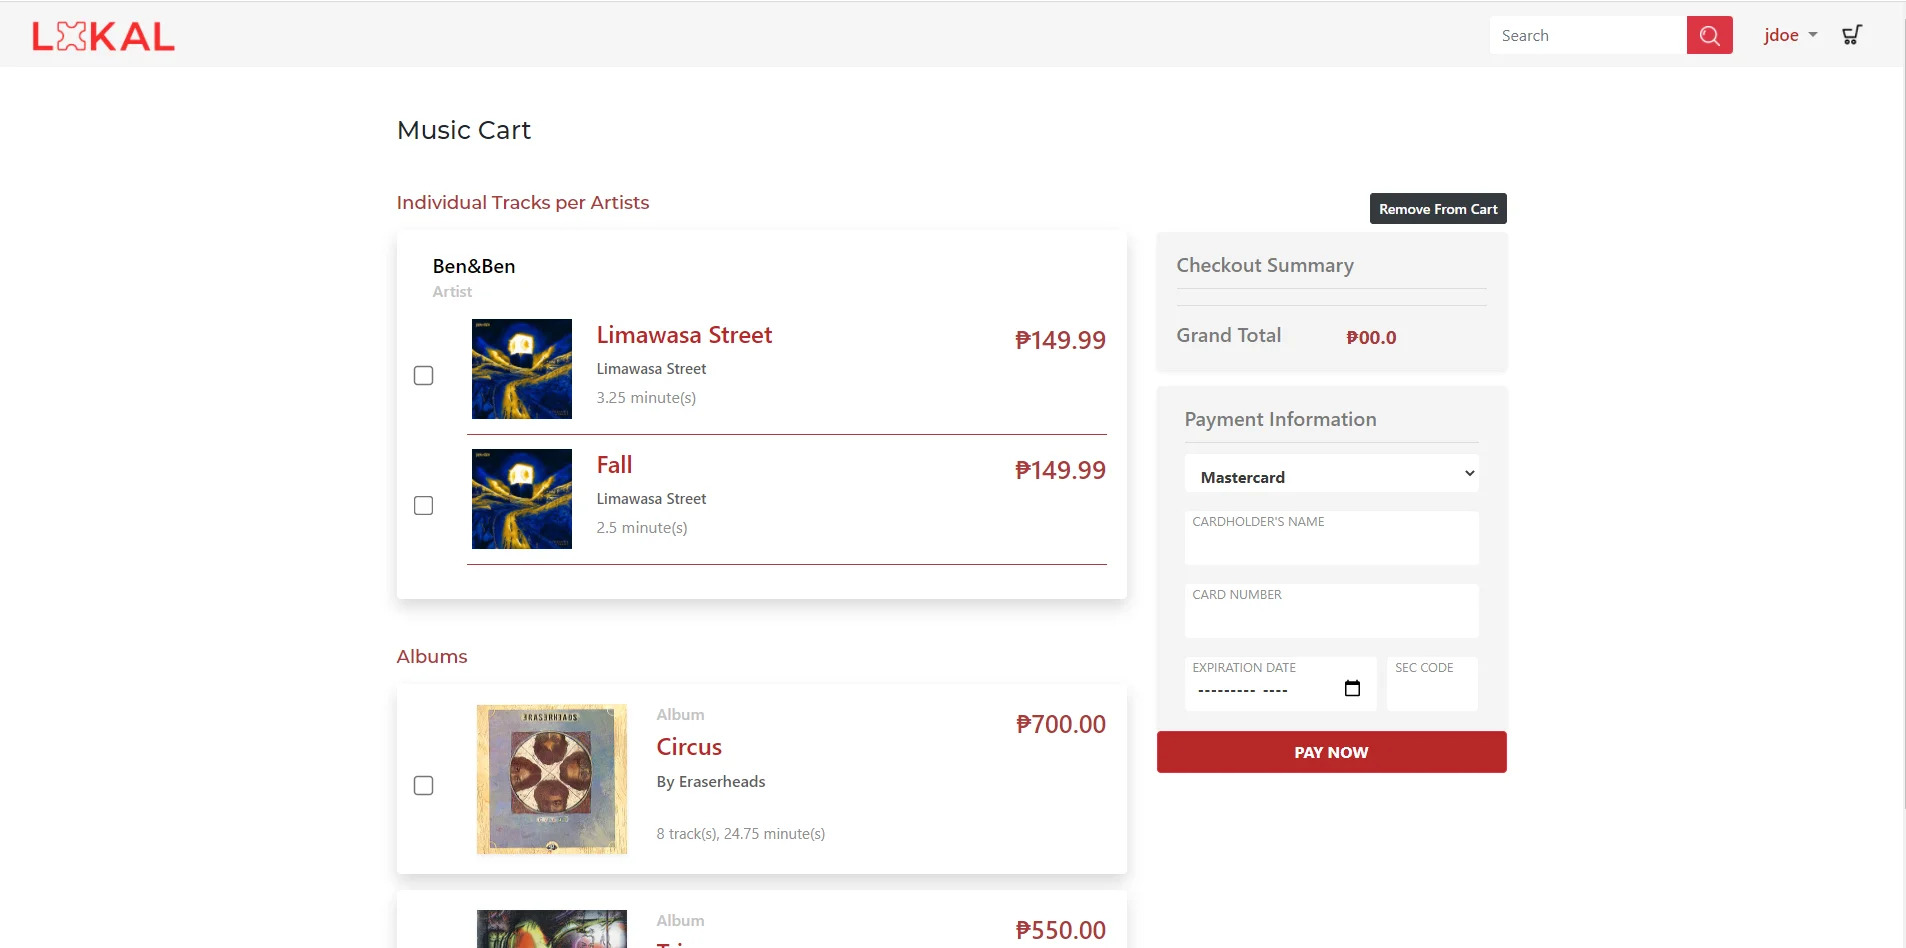 LOKAL
Search
jdoe
Music Cart
Individual Tracks per Artists
Remove From Cart
Ben&Ben
Artist
Limawasa Street
₱149.99
Limawasa Street
3.25 minute(s)
Fall
₱149.99
Limawasa Street
2.5 minute(s)
Checkout Summary
Grand Total ₱00.0
Payment Information
Mastercard
CARDHOLDER'S NAME
CARD NUMBER
EXPIRATION DATE
SEC CODE
--------- ----
PAY NOW
Albums
ERASERHEADS
Album
Circus
₱700.00
By Eraserheads
8 track(s), 24.75 minute(s)
Album
₱550.00